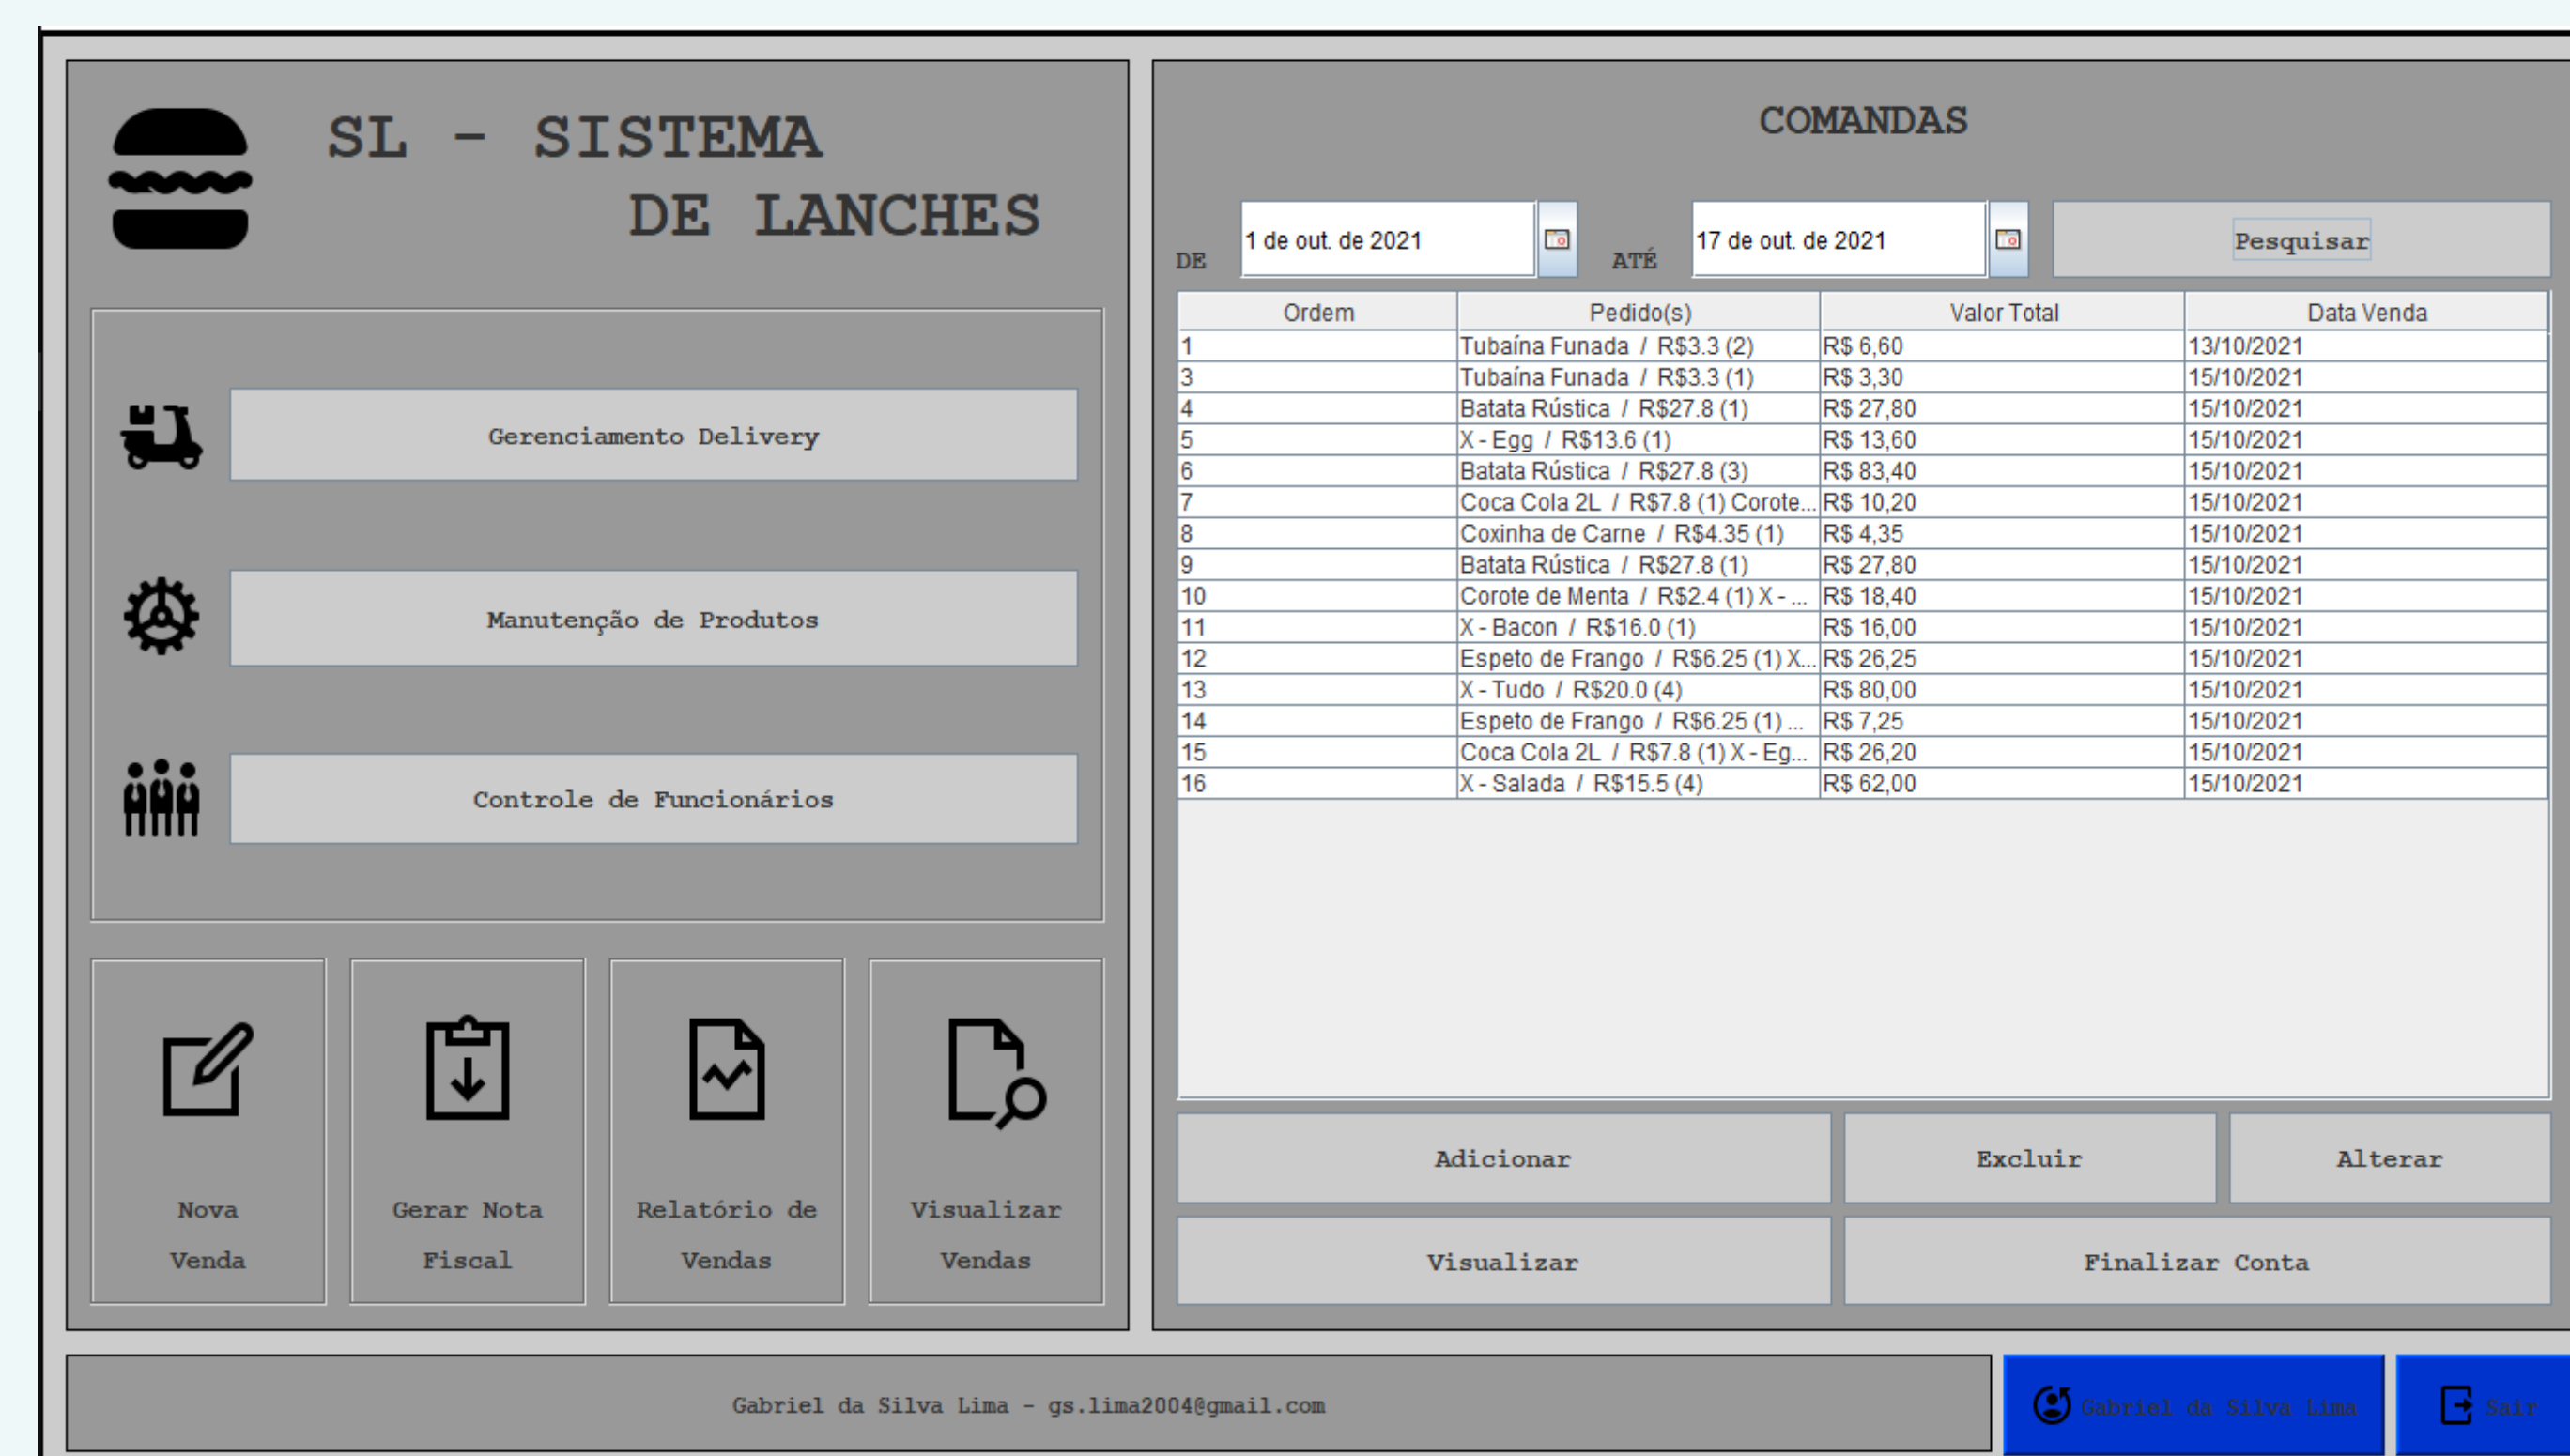 SL - SISTEMA
DE LANCHES
Gerenciamento Delivery
Manutenção de Produtos
Controle de Funcionários
Nova
Venda
Gerar Nota
Fiscal
Relatório de
Vendas
Visualizar
Vendas
COMANDAS
DE 1 de out. de 2021 ATÉ 17 de out. de 2021 Pesquisar
Ordem Pedido(s) Valor Total Data Venda
1 Tubaína Funada / R$3.3 (2) R$ 6,60 13/10/2021
3 Tubaína Funada / R$3.3 (1) R$ 3,30 15/10/2021
4 Batata Rústica / R$27.8 (1) R$ 27,80 15/10/2021
5 X - Egg / R$13.6 (1) R$ 13,60 15/10/2021
6 Batata Rústica / R$27.8 (3) R$ 83,40 15/10/2021
7 Coca Cola 2L / R$7.8 (1) Corote... R$ 10,20 15/10/2021
8 Coxinha de Carne / R$4.35 (1) R$ 4,35 15/10/2021
9 Batata Rústica / R$27.8 (1) R$ 27,80 15/10/2021
10 Corote de Menta / R$2.4 (1) X - ... R$ 18,40 15/10/2021
11 X - Bacon / R$16.0 (1) R$ 16,00 15/10/2021
12 Espeto de Frango / R$6.25 (1) X... R$ 26,25 15/10/2021
13 X - Tudo / R$20.0 (4) R$ 80,00 15/10/2021
14 Espeto de Frango / R$6.25 (1) ... R$ 7,25 15/10/2021
15 Coca Cola 2L / R$7.8 (1) X - Eg... R$ 26,20 15/10/2021
16 X - Salada / R$15.5 (4) R$ 62,00 15/10/2021
Adicionar Excluir Alterar
Visualizar Finalizar Conta
Gabriel da Silva Lima - gs.lima2004@gmail.com
Gabriel da Silva Lima
Sair